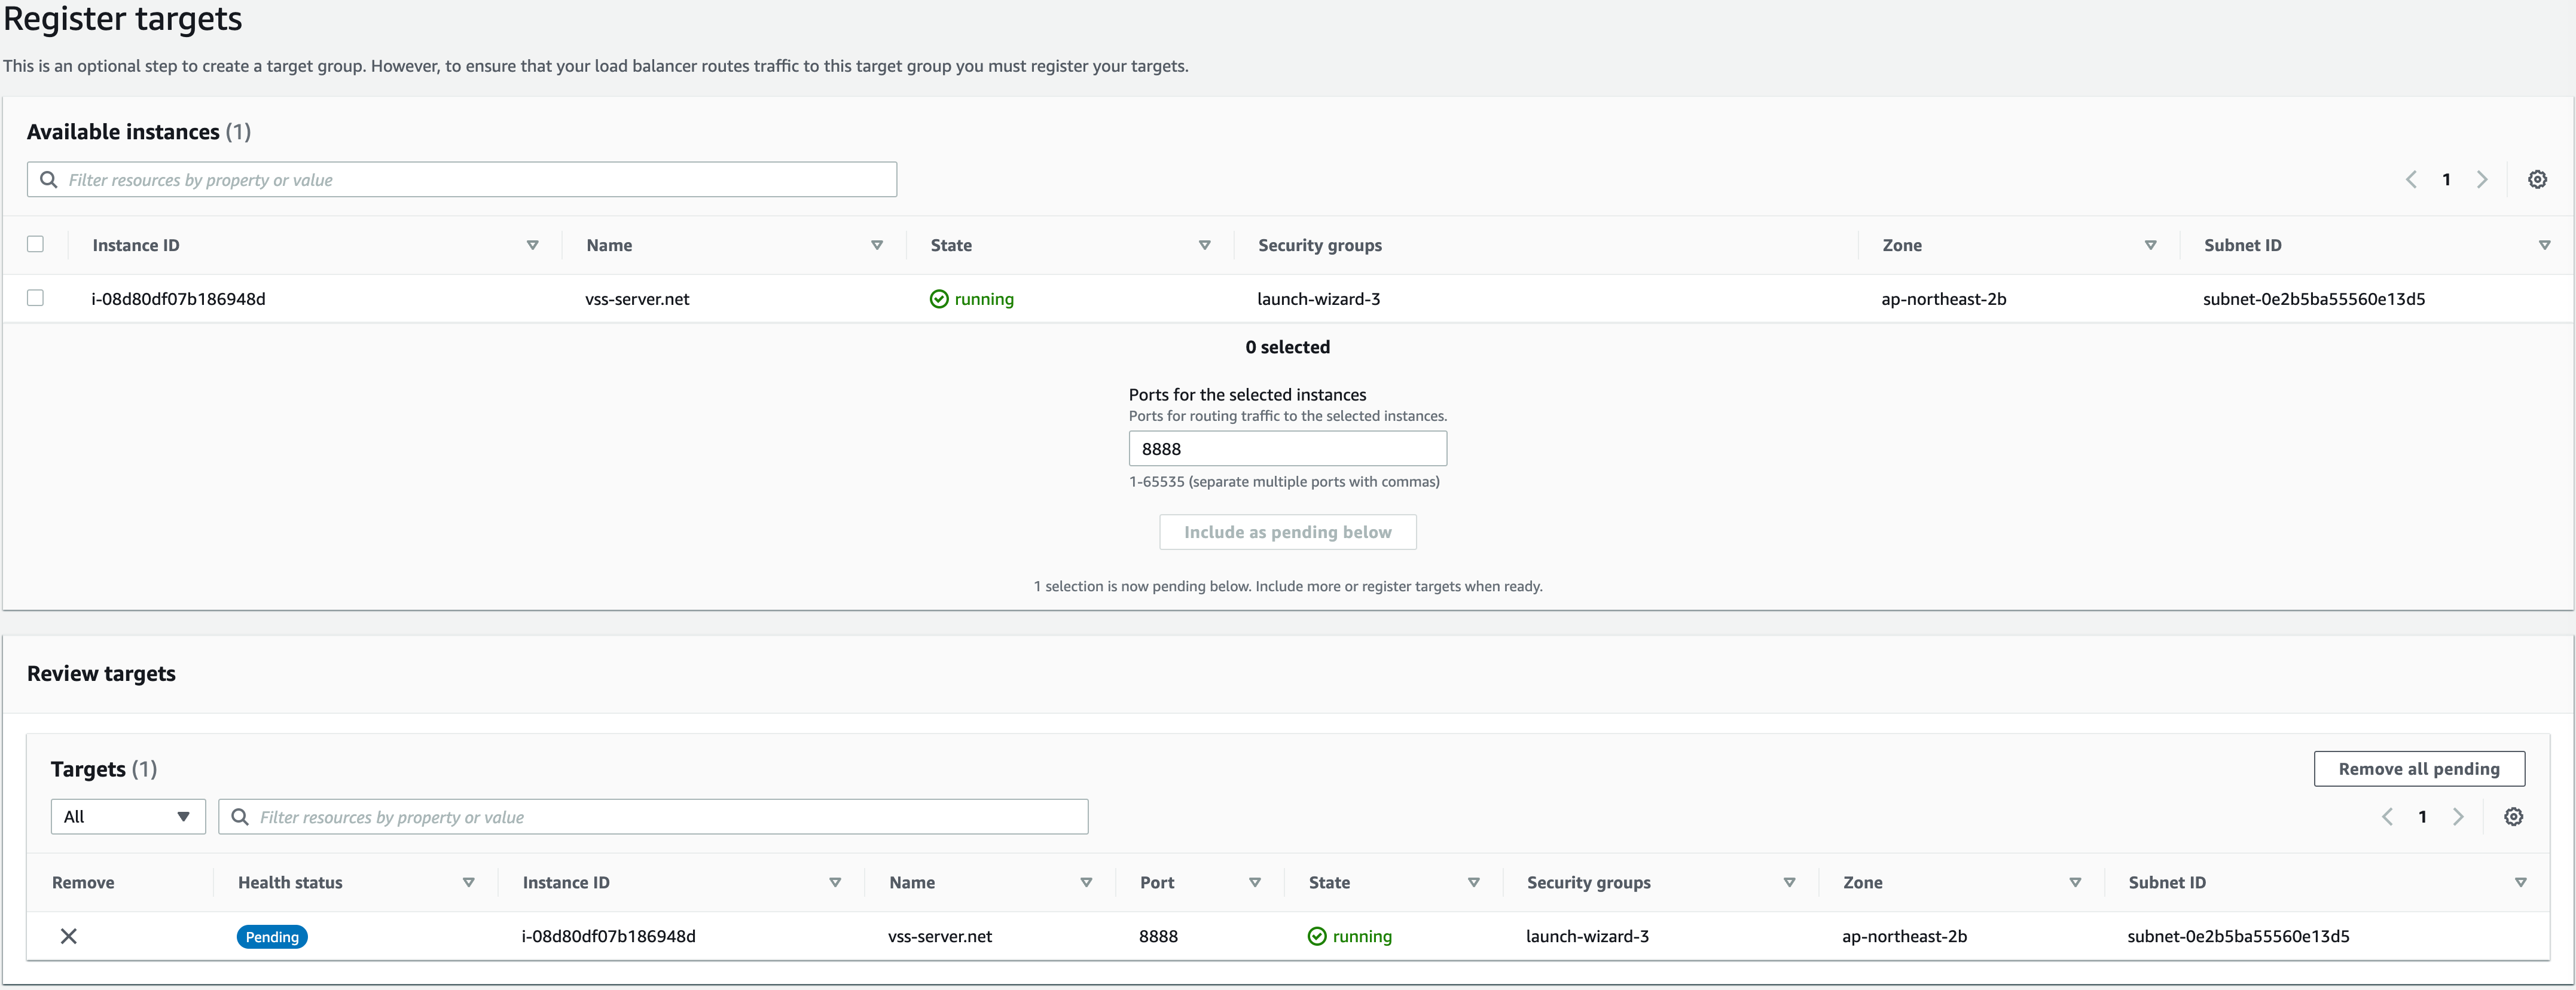 Register targets
This is an optional step to create a target group. However, to ensure that your load balancer routes traffic to this target group you must register your targets.
Available instances (1)
Filter resources by property or value
1
Instance ID Name State Security groups Zone Subnet ID
i-08d80df07b186948d vss-server.net running launch-wizard-3 ap-northeast-2b subnet-0e2b5ba55560e13d5
0 selected
Ports for the selected instances
Ports for routing traffic to the selected instances.
8888
1-65535 (separate multiple ports with commas)
Include as pending below
1 selection is now pending below. Include more or register targets when ready.
Review targets
Targets (1)
Remove all pending
All Filter resources by property or value
1
Remove Health status Instance ID Name Port State Security groups Zone Subnet ID
Pending i-08d80df07b186948d vss-server.net 8888 running launch-wizard-3 ap-northeast-2b subnet-0e2b5ba55560e13d5